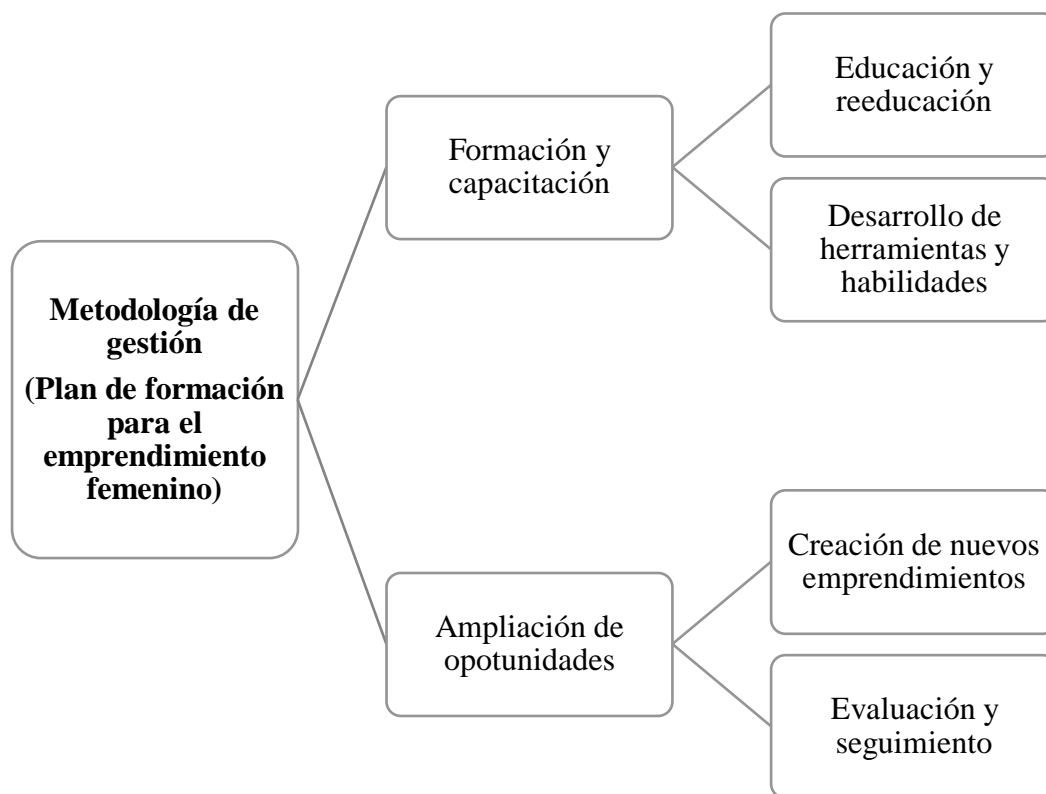 Metodología de
gestión
(Plan de formación
para el
emprendimiento
femenino)
Formación y
capacitación
Educación y
reeducación
Desarrollo de
herramientas y
habilidades
Ampliación de
opotunidades
Creación de nuevos
emprendimientos
Evaluación y
seguimiento